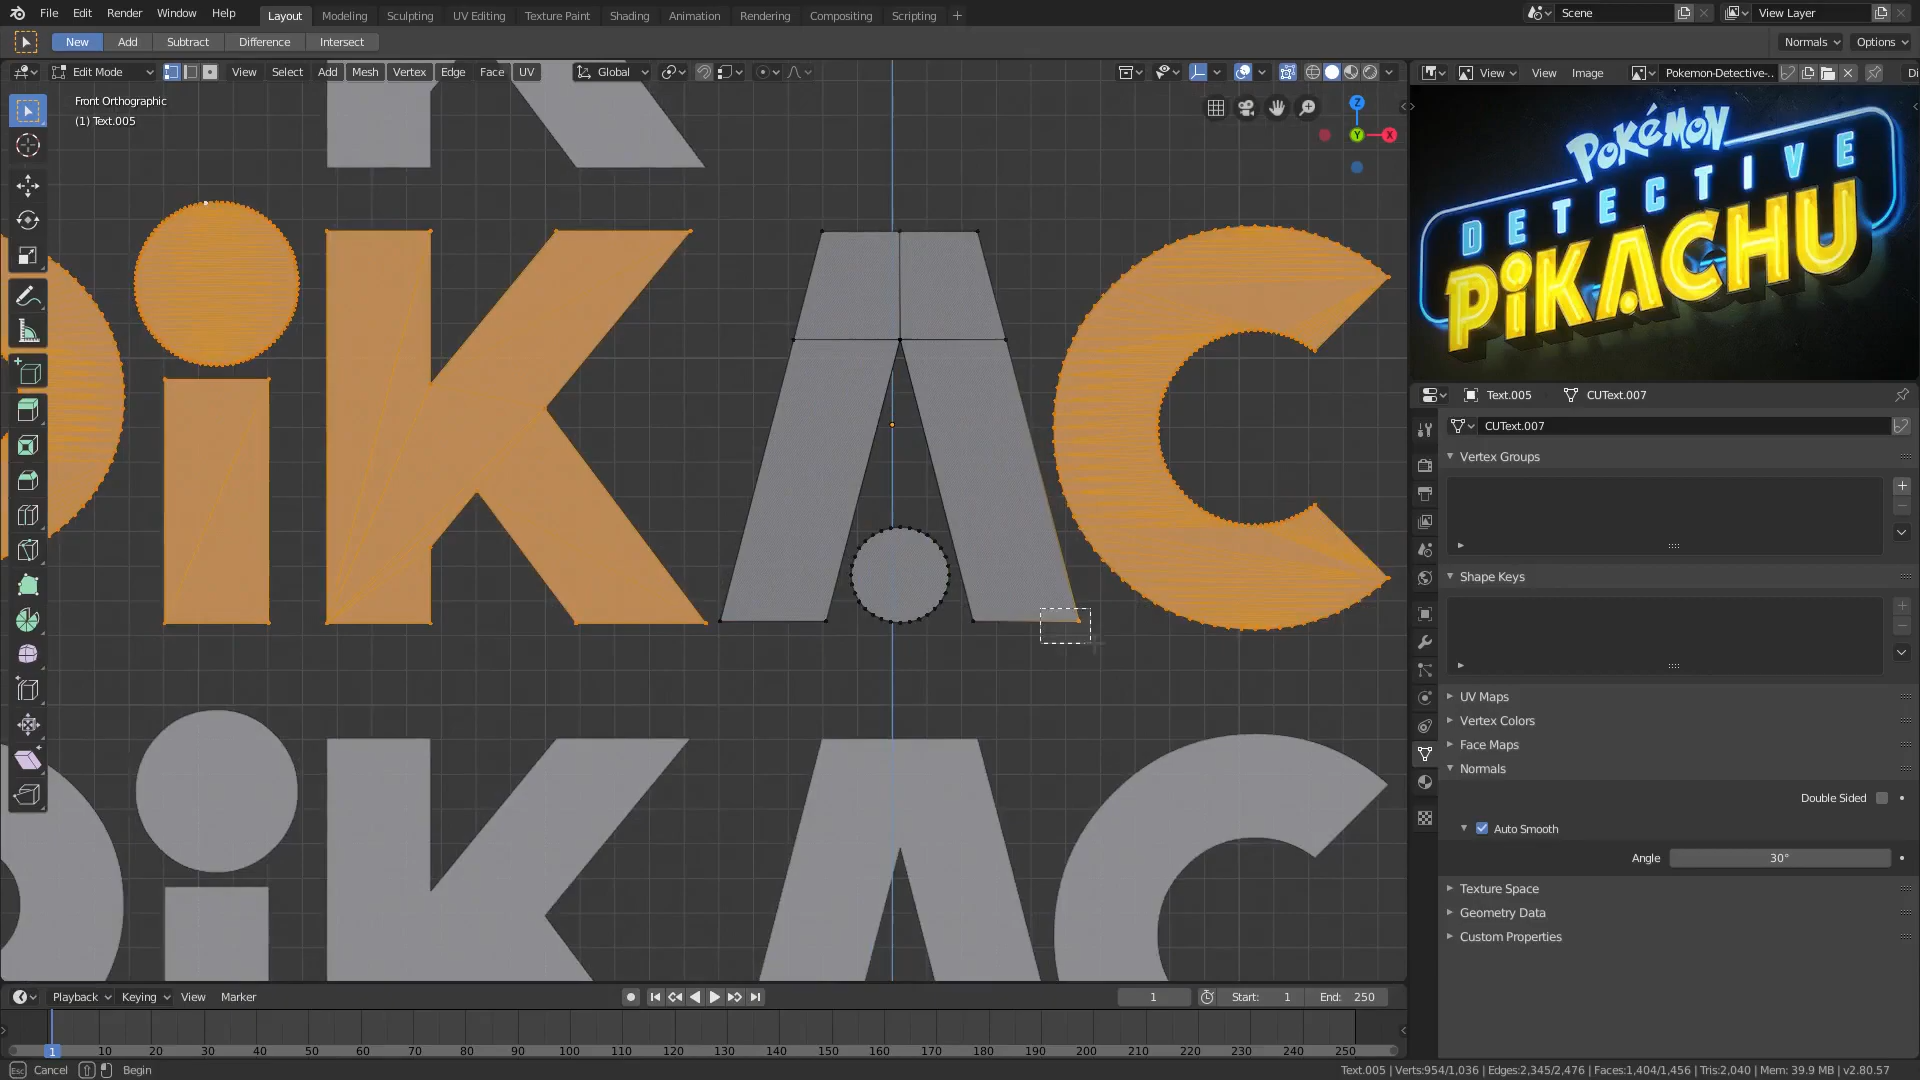 File Edit Render Window Help Layout Modeling Sculpting UV Editing Texture Paint Shading Animation Rendering Compositing Scripting + Scene View Layer
New Add Subtract Difference Intersect Normals Options
Edit Mode View Select Add Mesh Vertex Edge Face UV Global View View Image Pokemon-Detective-.. Di
Front Orthographic
(1) Text.005
Z
Y
X
POKéMON
DETECTIVE
PiKACHU
iKAC
Text.005 CUText.007
CUText.007
Vertex Groups
Shape Keys
UV Maps
Vertex Colors
Face Maps
Normals
Double Sided
Auto Smooth
Angle 30°
Texture Space
Geometry Data
Custom Properties
iKAC
Playback Keying View Marker 1 Start: 1 End: 250
1 10 20 30 40 50 60 70 80 90 100 110 120 130 140 150 160 170 180 190 200 210 220 230 240 250
Esc Cancel Begin Text.005 | Verts:954/1,036 | Edges:2,345/2,476 | Faces:1,404/1,456 | Tris:2,040 | Mem: 39.9 MB | v2.80.57